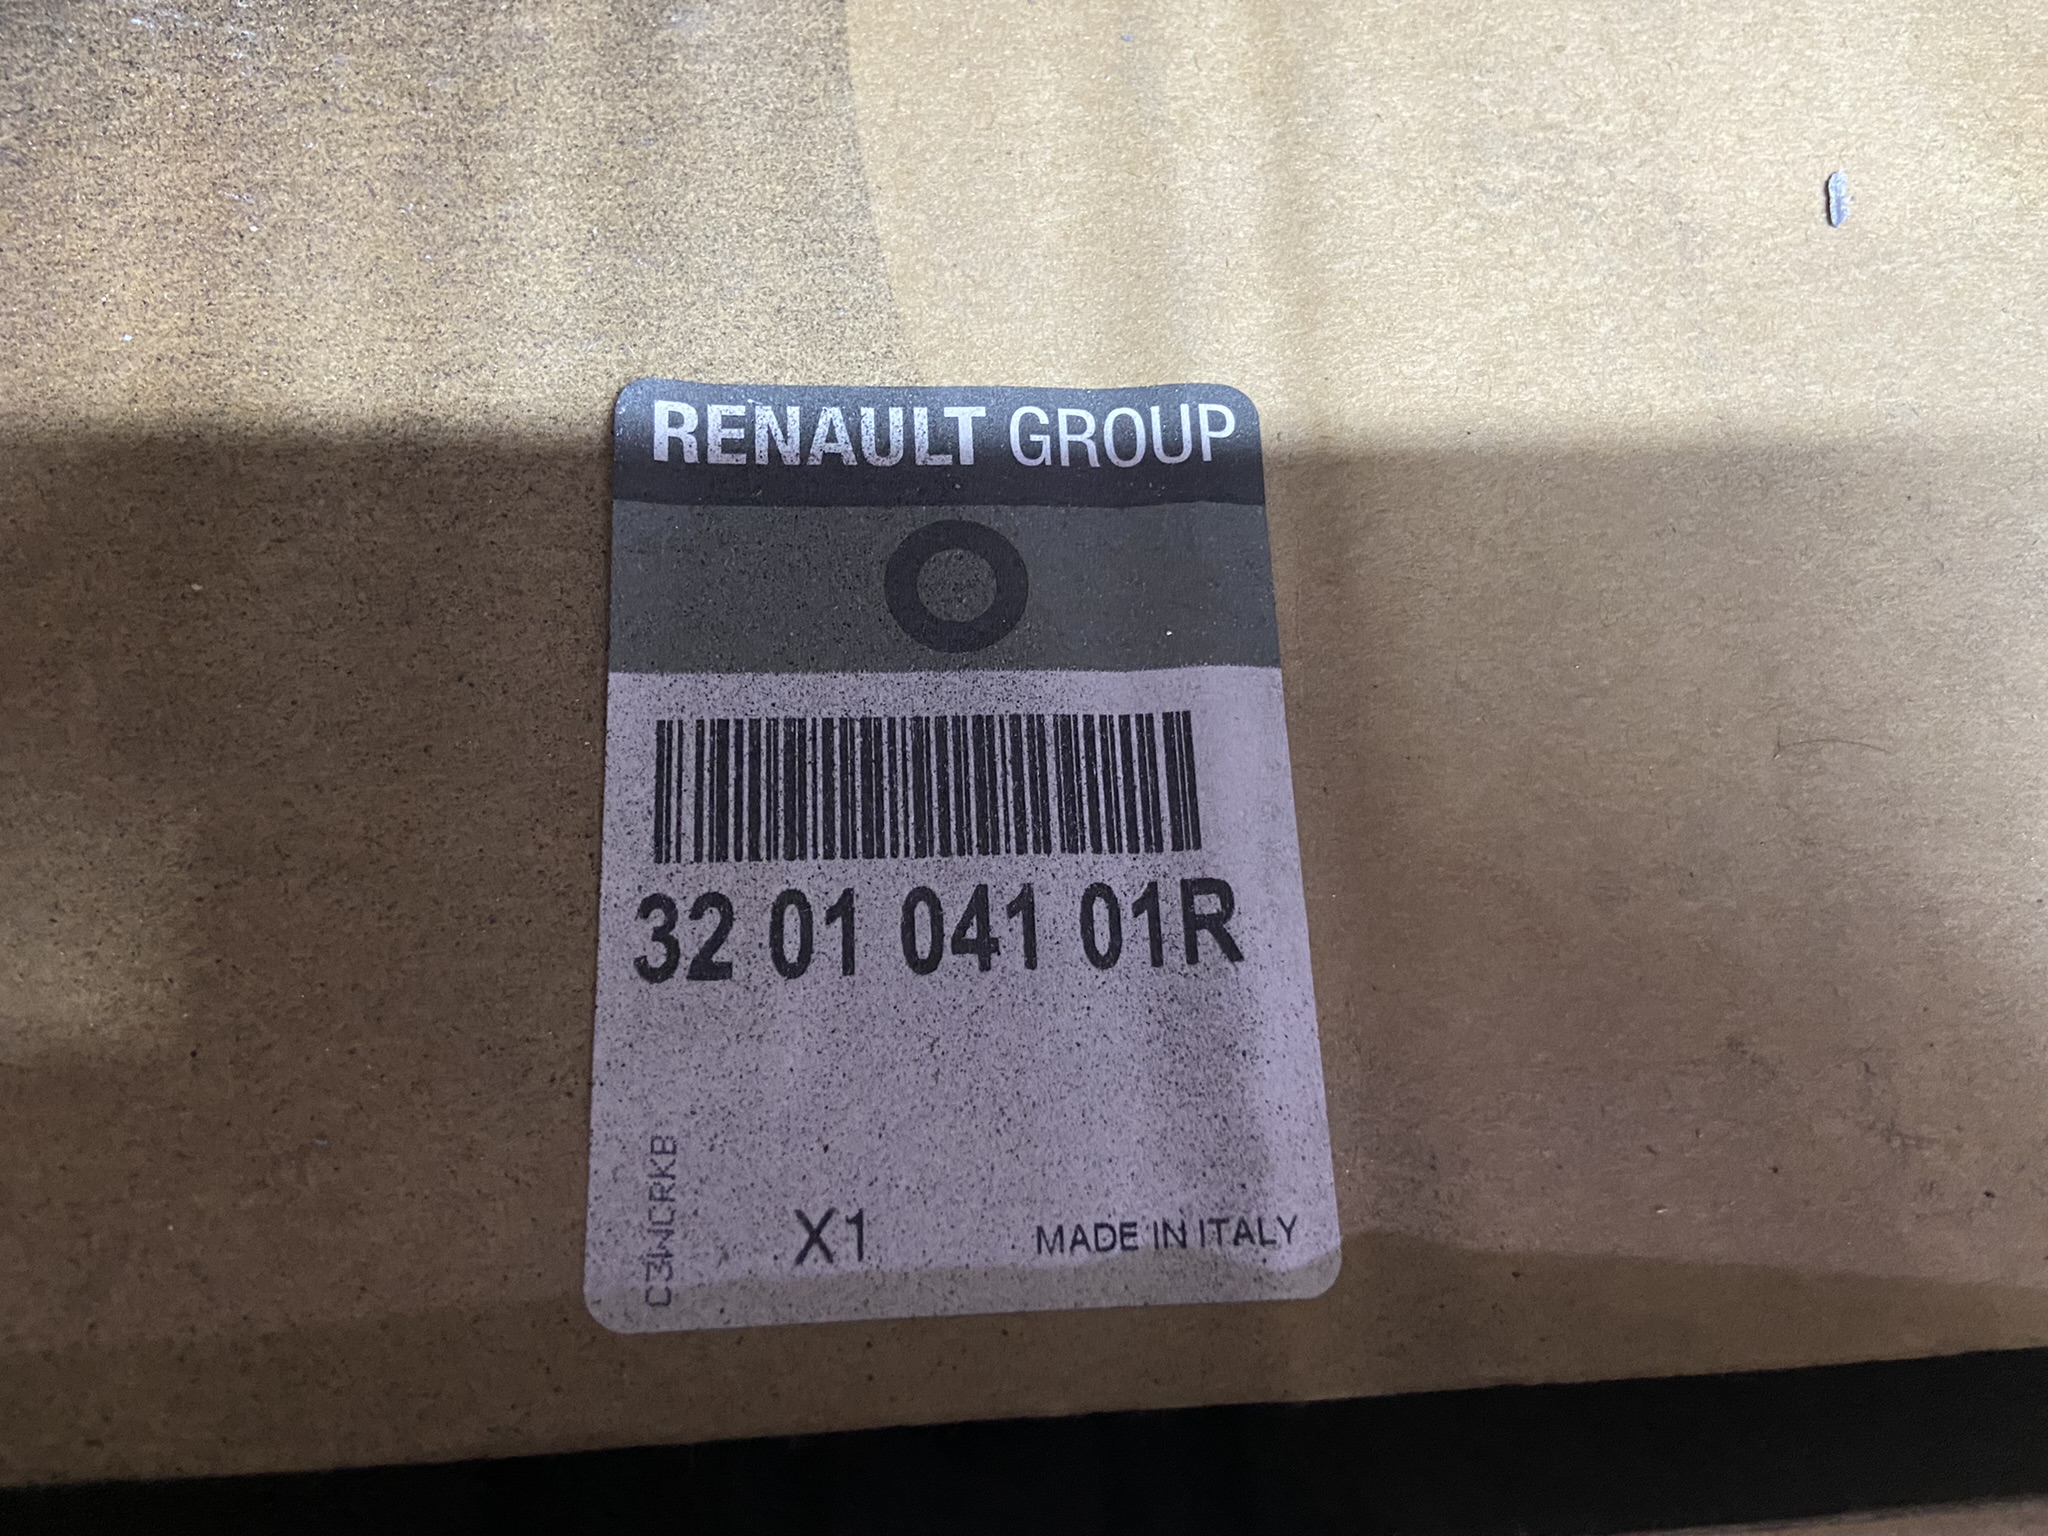 RENAULT GROUP
32 01 041 01R
C3WCRKB
X1
MADE IN ITALY